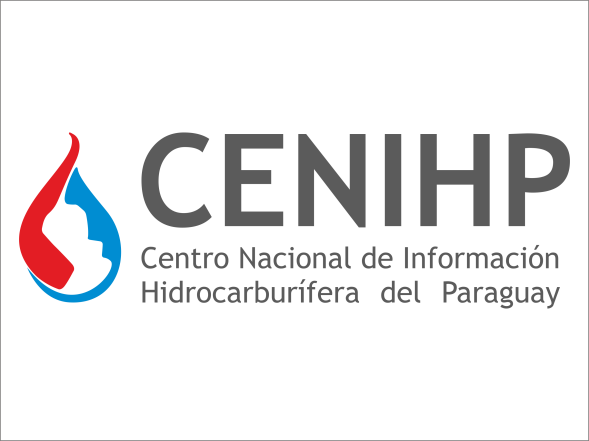 CENIHP
Centro Nacional de Información
Hidrocarburífera del Paraguay